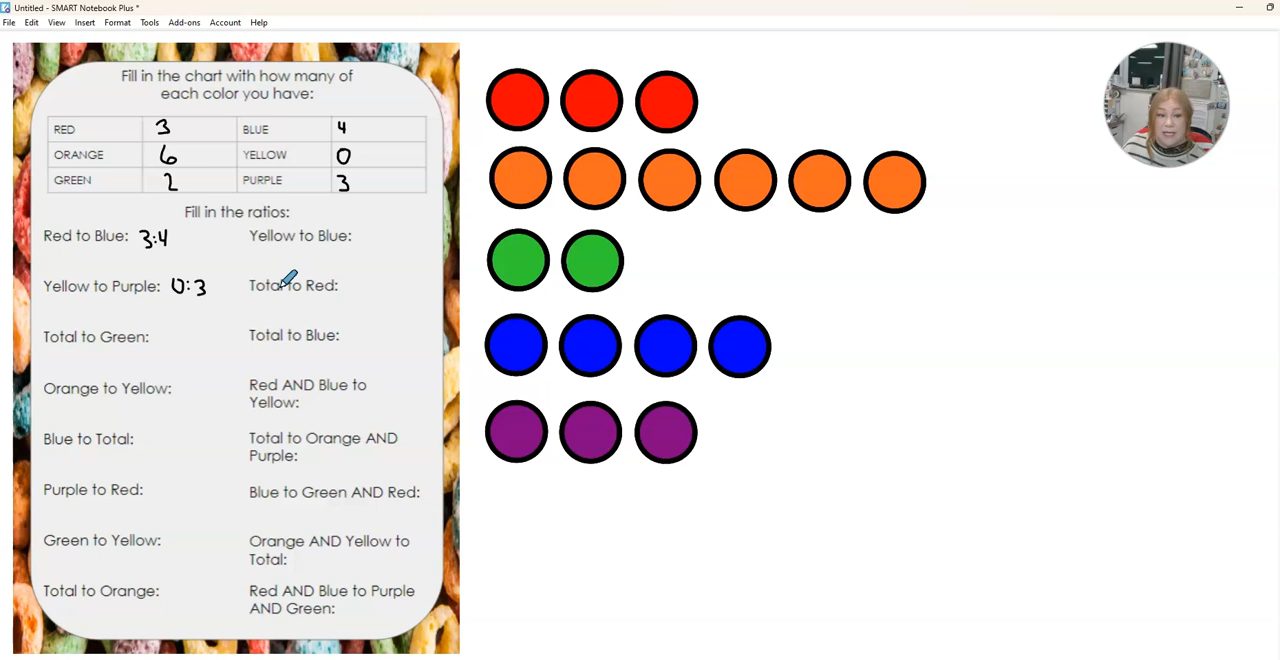 Untitled - SMART Notebook Plus *
File Edit View Insert Format Tools Add-ons Account Help
Fill in the chart with how many of
each color you have:
RED 3 BLUE 4
ORANGE 6 YELLOW 0
GREEN 2 PURPLE 3
Fill in the ratios:
Red to Blue: 3:4
Yellow to Blue:
Yellow to Purple: 0:3
Total to Red:
Total to Green:
Total to Blue:
Orange to Yellow:
Red AND Blue to
Yellow:
Blue to Total:
Total to Orange AND
Purple:
Purple to Red:
Blue to Green AND Red:
Green to Yellow:
Orange AND Yellow to
Total:
Total to Orange:
Red AND Blue to Purple
AND Green: